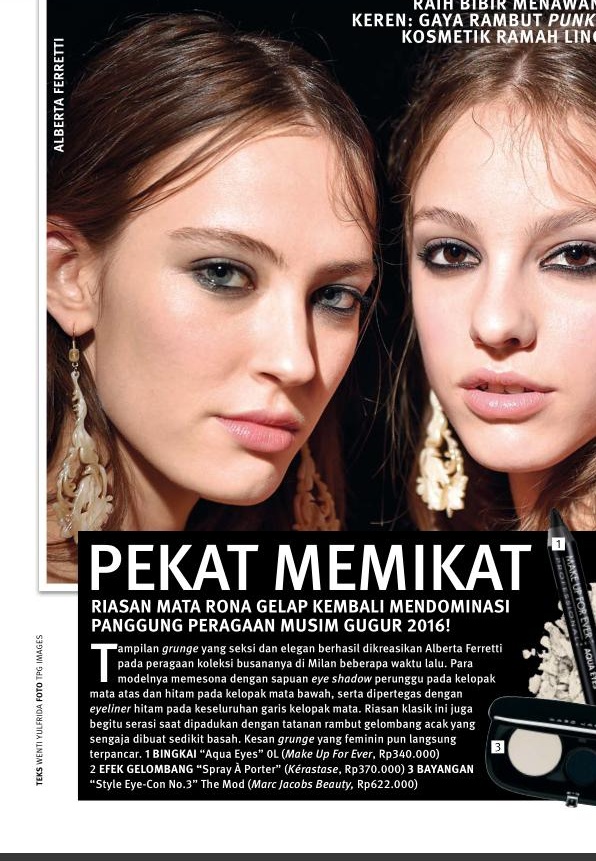 RAIH BIBIR MENAWAN
KEREN: GAYA RAMBUT PUNK
KOSMETIK RAMAH LING
ALBERTA FERRETTI
PEKAT MEMIKAT
RIASAN MATA RONA GELAP KEMBALI MENDOMINASI
PANGGUNG PERAGAAN MUSIM GUGUR 2016!
Tampilan grunge yang seksi dan elegan berhasil dikreasikan Alberta Ferretti
pada peragaan koleksi busananya di Milan beberapa waktu lalu. Para
modelnya memesona dengan sapuan eye shadow perunggu pada kelopak
mata atas dan hitam pada kelopak mata bawah, serta dipertegas dengan
eyeliner hitam pada keseluruhan garis kelopak mata. Riasan klasik ini juga
begitu serasi saat dipadukan dengan tatanan rambut gelombang acak yang
sengaja dibuat sedikit basah. Kesan grunge yang feminin pun langsung
terpancar. 1 BINGKAI “Aqua Eyes” 0L (Make Up For Ever, Rp340.000)
2 EFEK GELOMBANG “Spray À Porter” (Kérastase, Rp370.000) 3 BAYANGAN
“Style Eye-Con No.3” The Mod (Marc Jacobs Beauty, Rp622.000)
TEKS WENTI YULFRIDA FOTO TPG IMAGES
1
MAKE UP FOR EVER
PROFESSIONAL
AQUA EYES
3